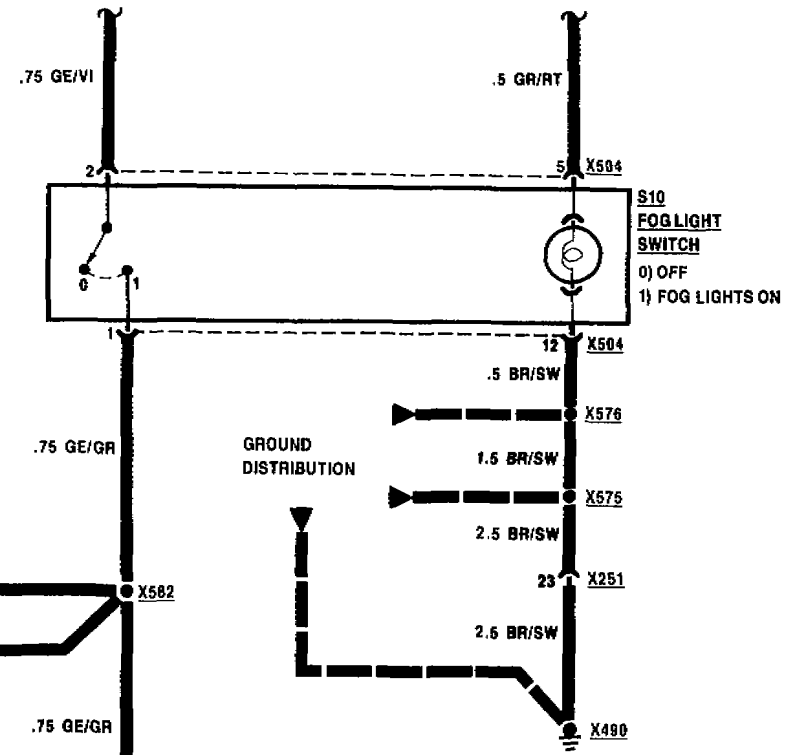 .75 GE/VI
.5 GR/RT
2
5
X504
S10
FOG LIGHT
SWITCH
0) OFF
1) FOG LIGHTS ON
0
1
1
12
X504
.5 BR/SW
X576
.75 GE/GR
GROUND
DISTRIBUTION
1.5 BR/SW
X575
2.5 BR/SW
23
X251
X582
2.5 BR/SW
.75 GE/GR
X490